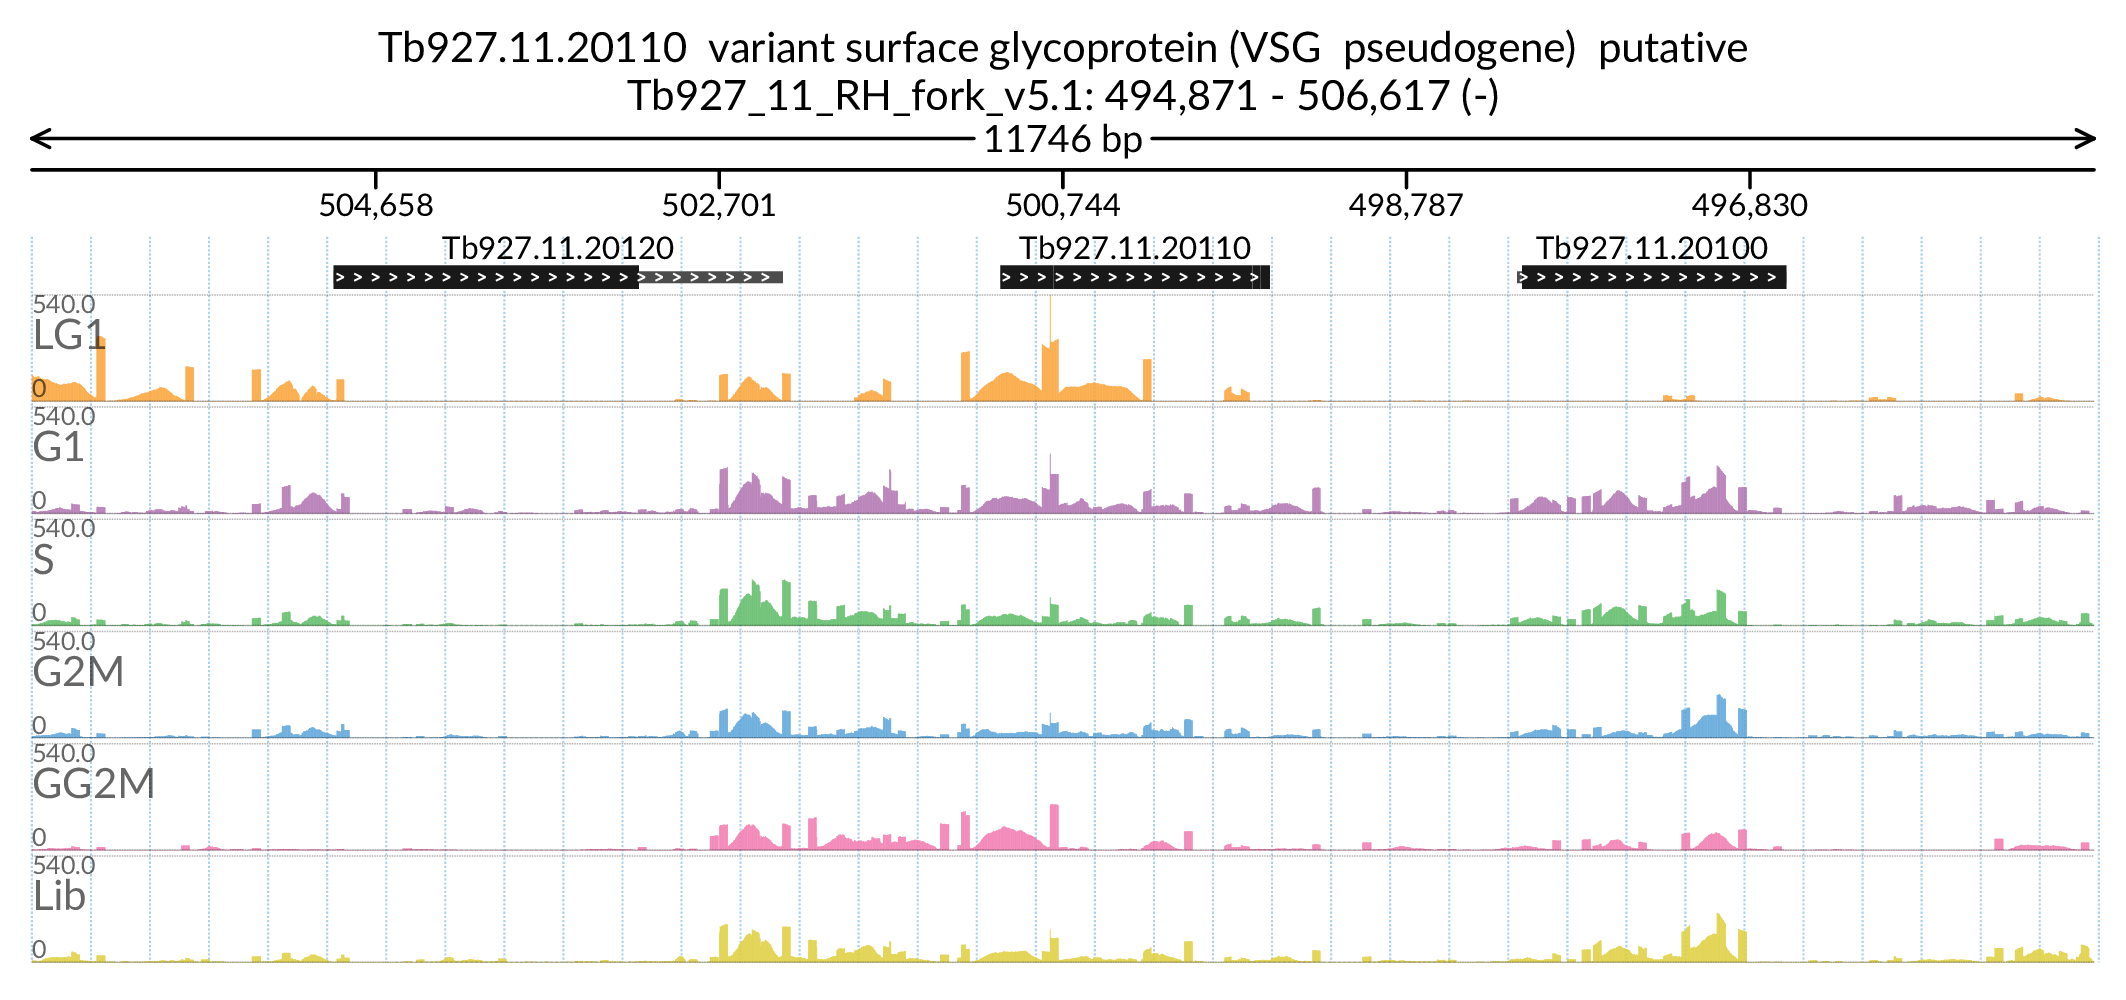 Tb927.11.20110  variant surface glycoprotein (VSG  pseudogene)  putative
Tb927_11_RH_fork_v5.1: 494,871 - 506,617 (-)
11746 bp
504,658 502,701 500,744 498,787 496,830
Tb927.11.20120 Tb927.11.20110 Tb927.11.20100
540.0
LG1
0
540.0
G1
0
540.0
S
0
540.0
G2M
0
540.0
GG2M
0
540.0
Lib
0